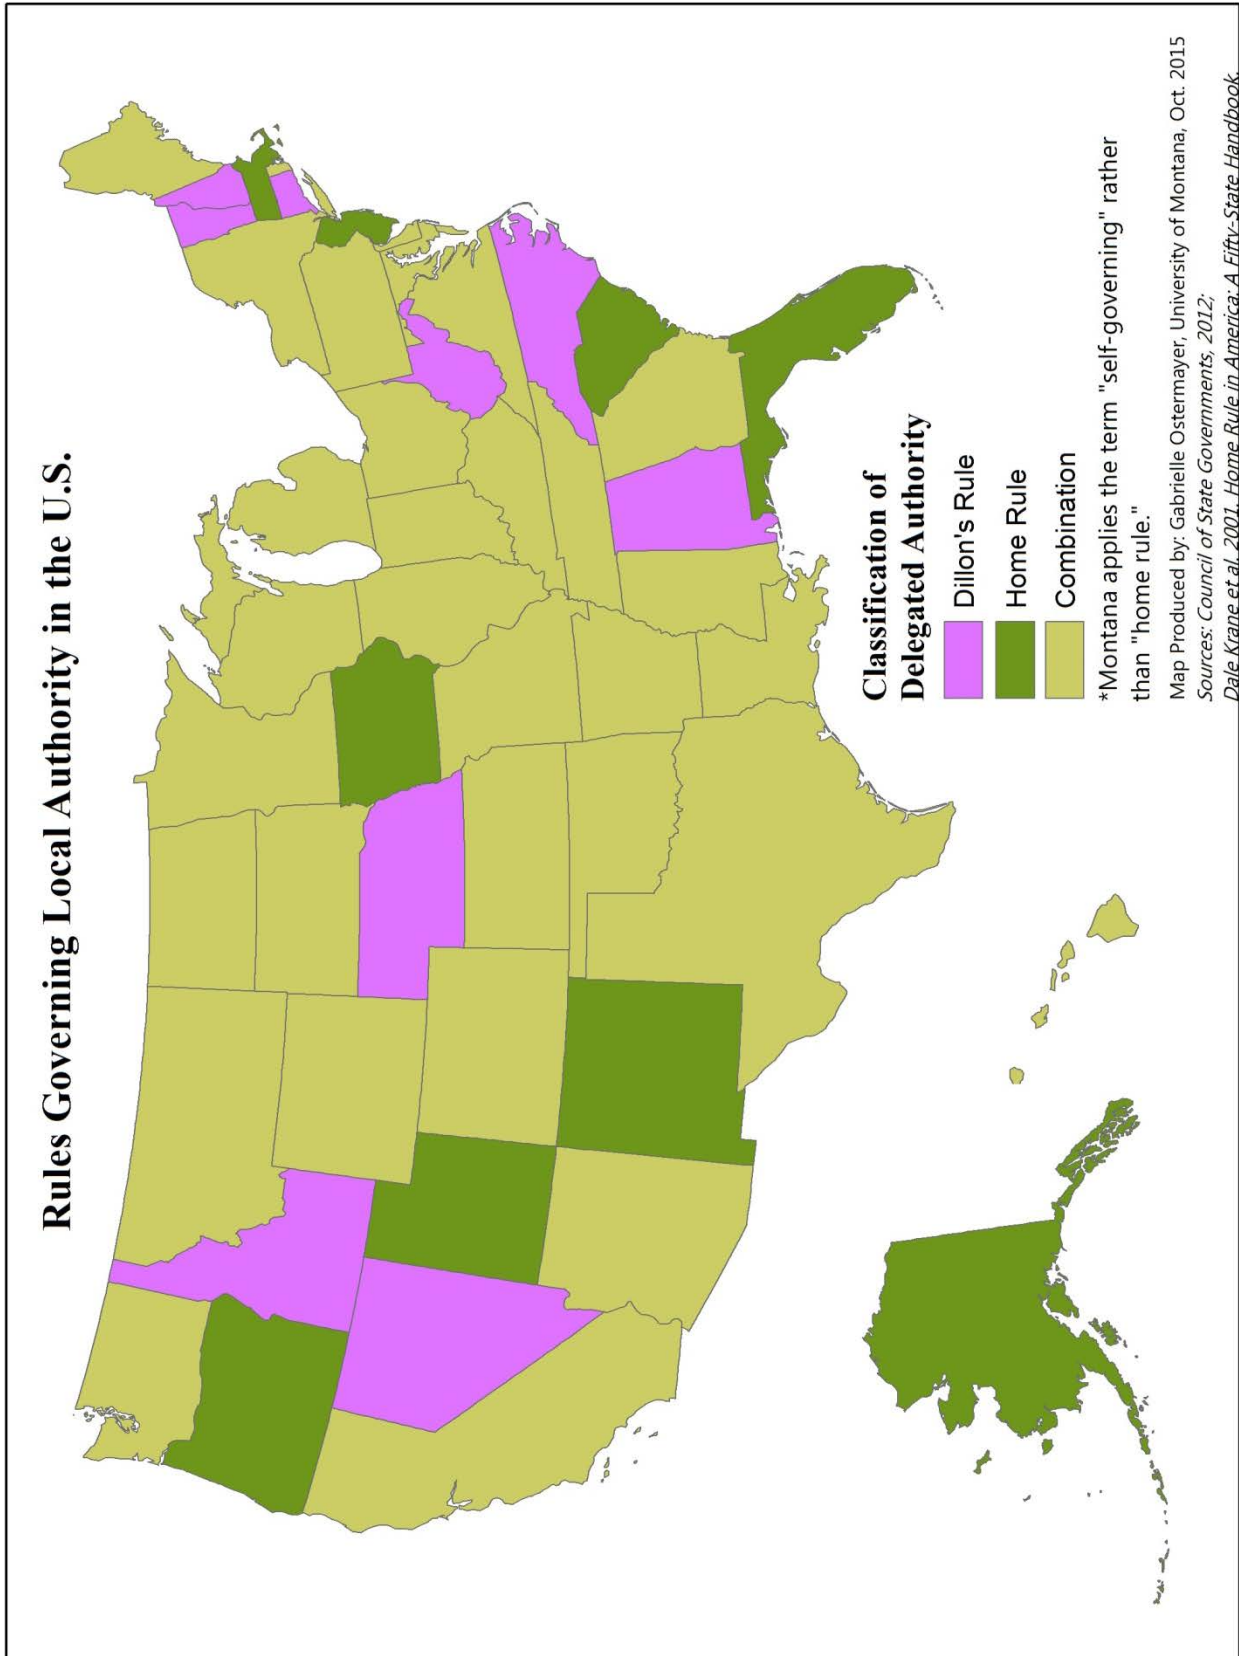 Rules Governing Local Authority in the U.S.
Classification of
Delegated Authority
Dillon's Rule
Home Rule
Combination
*Montana applies the term "self-governing" rather
than "home rule."
Map Produced by: Gabrielle Ostermayer, University of Montana, Oct. 2015
Sources: Council of State Governments, 2012;
Dale Krane et al, 2001, Home Rule in America: A Fifty-State Handbook.